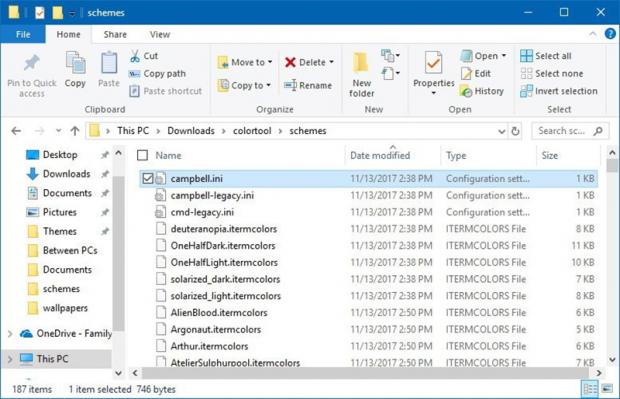 schemes
File Home Share View
Pin to Quick access
Copy
Paste
Cut
Copy path
Paste shortcut
Clipboard
Move to
Copy to
Delete
Rename
Organize
New folder
New
Properties
Open
Edit
History
Open
Select all
Select none
Invert selection
Select
This PC Downloads colortool schemes
Search sc...
Desktop
Downloads
Documents
Pictures
Themes
Between PCs
Documents
schemes
wallpapers
OneDrive - Family
This PC
Name Date modified Type Size
campbell.ini 11/13/2017 2:38 PM Configuration sett... 1 KB
campbell-legacy.ini 11/13/2017 2:38 PM Configuration sett... 1 KB
cmd-legacy.ini 11/13/2017 2:38 PM Configuration sett... 1 KB
deuteranopia.itermcolors 11/13/2017 2:38 PM ITERMCOLORS File 8 KB
OneHalfDark.itermcolors 11/13/2017 2:38 PM ITERMCOLORS File 11 KB
OneHalfLight.itermcolors 11/13/2017 2:38 PM ITERMCOLORS File 10 KB
solarized_dark.itermcolors 11/13/2017 2:38 PM ITERMCOLORS File 7 KB
solarized_light.itermcolors 11/13/2017 2:38 PM ITERMCOLORS File 8 KB
AlienBlood.itermcolors 11/13/2017 2:50 PM ITERMCOLORS File 6 KB
Argonaut.itermcolors 11/13/2017 2:50 PM ITERMCOLORS File 7 KB
Arthur.itermcolors 11/13/2017 2:50 PM ITERMCOLORS File 6 KB
AtelierSulphurpool.itermcolors 11/13/2017 2:50 PM ITERMCOLORS File 7 KB
187 items 1 item selected 746 bytes